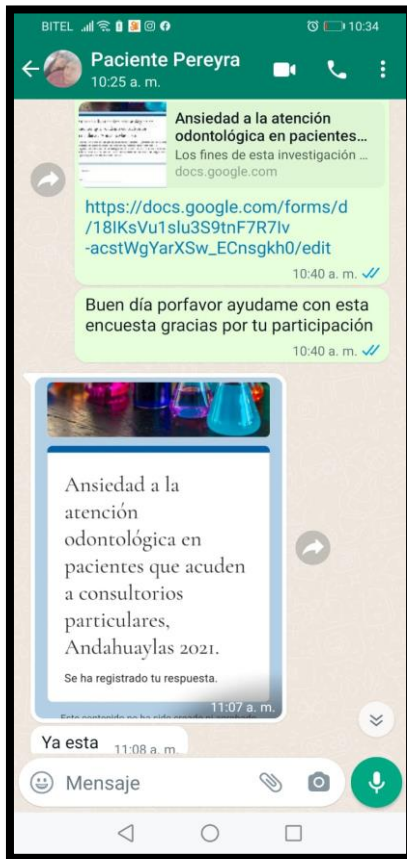 BITEL 10:34
Paciente Pereyra
10:25 a. m.
Ansiedad a la atención
odontológica en pacientes...
Los fines de esta investigación ...
docs.google.com
https://docs.google.com/forms/d
/18IKsVu1slu3S9tnF7R7Iv
-acstWgYarXSw_ECnsgkh0/edit
10:40 a. m.
Buen día porfavor ayudame con esta
encuesta gracias por tu participación
10:40 a. m.
Ansiedad a la
atención
odontológica en
pacientes que acuden
a consultorios
particulares,
Andahuaylas 2021.
Se ha registrado tu respuesta.
11:07 a. m.
Ya esta 11:08 a. m.
Mensaje